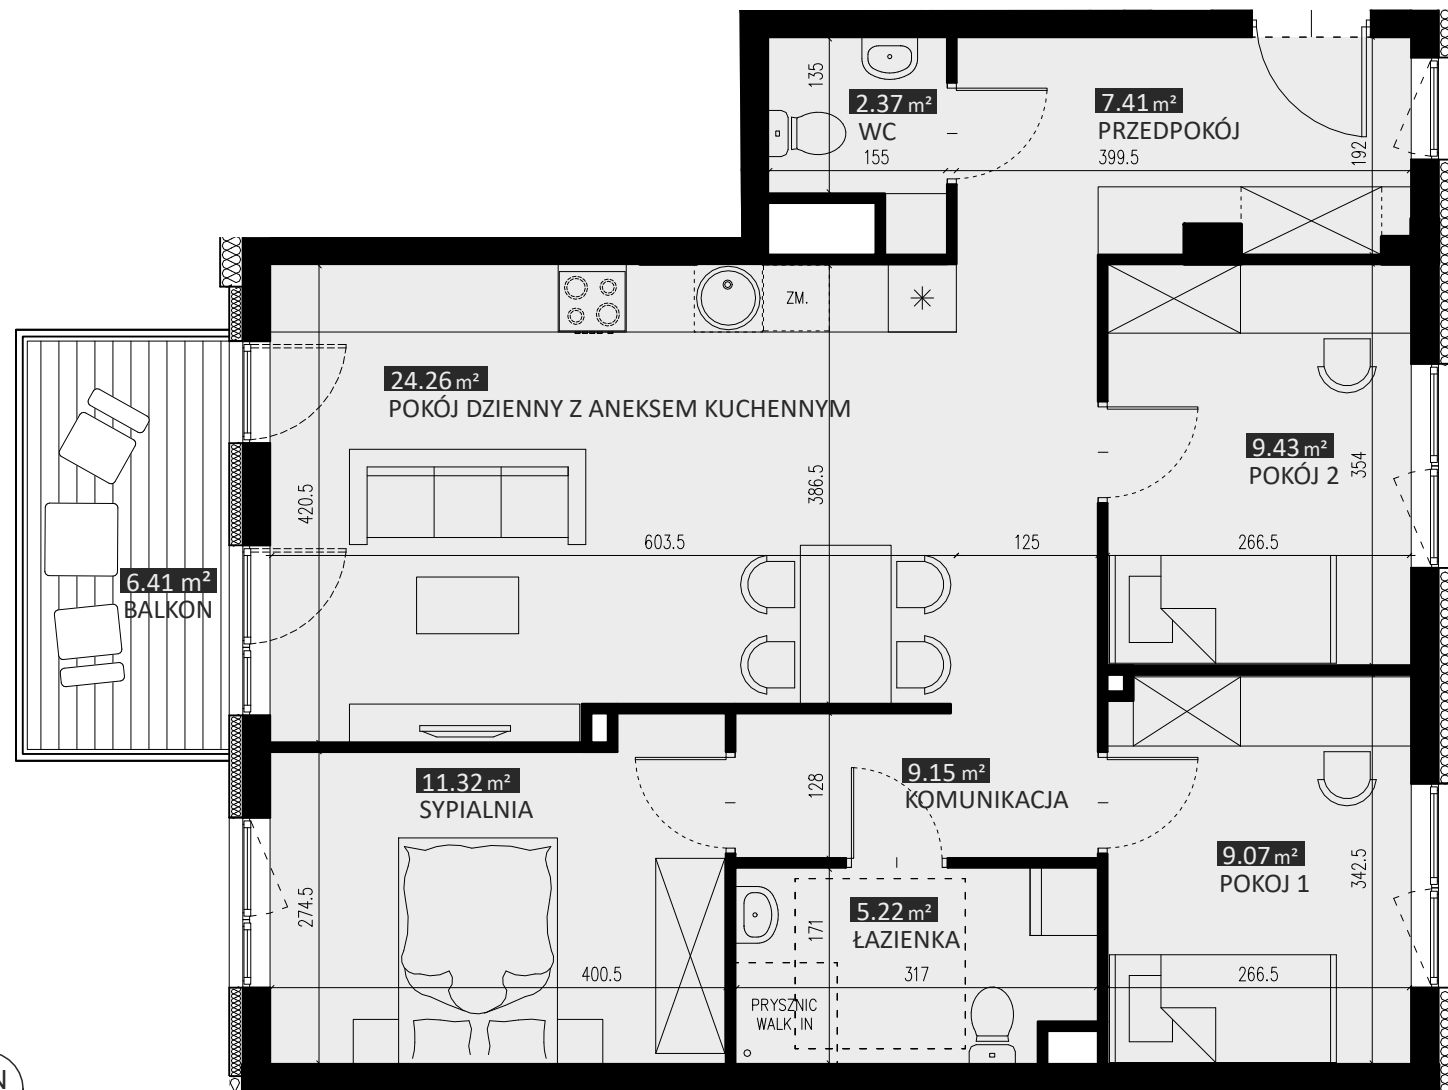 135
2.37 m²
WC
155
7.41 m²
PRZEDPOKÓJ
399.5
192
ZM.
24.26 m²
POKÓJ DZIENNY Z ANEKSEM KUCHENNYM
420.5
386.5
603.5
125
9.43 m²
POKÓJ 2
354
266.5
6.41 m²
BALKON
11.32 m²
SYPIALNIA
274.5
400.5
128
9.15 m²
KOMUNIKACJA
5.22 m²
ŁAZIENKA
171
317
PRYSZNIC
WALK IN
9.07 m²
POKOJ 1
342.5
266.5
N